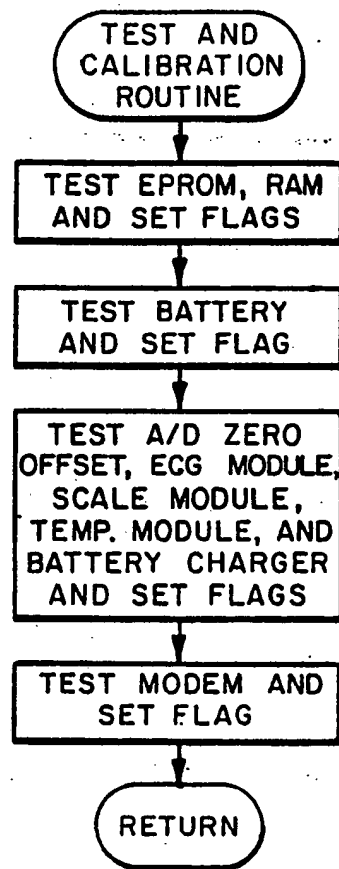 TEST AND
CALIBRATION
ROUTINE
TEST EPROM, RAM
AND SET FLAGS
TEST BATTERY
AND SET FLAG
TEST A/D ZERO
OFFSET, ECG MODULE,
SCALE MODULE,
TEMP. MODULE, AND
BATTERY CHARGER
AND SET FLAGS
TEST MODEM AND
SET FLAG
RETURN